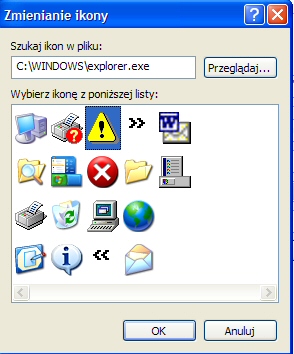 Zmienianie ikony
Szukaj ikon w pliku:
C:\WINDOWS\explorer.exe
Przeglądaj...
Wybierz ikonę z poniższej listy:
OK
Anuluj